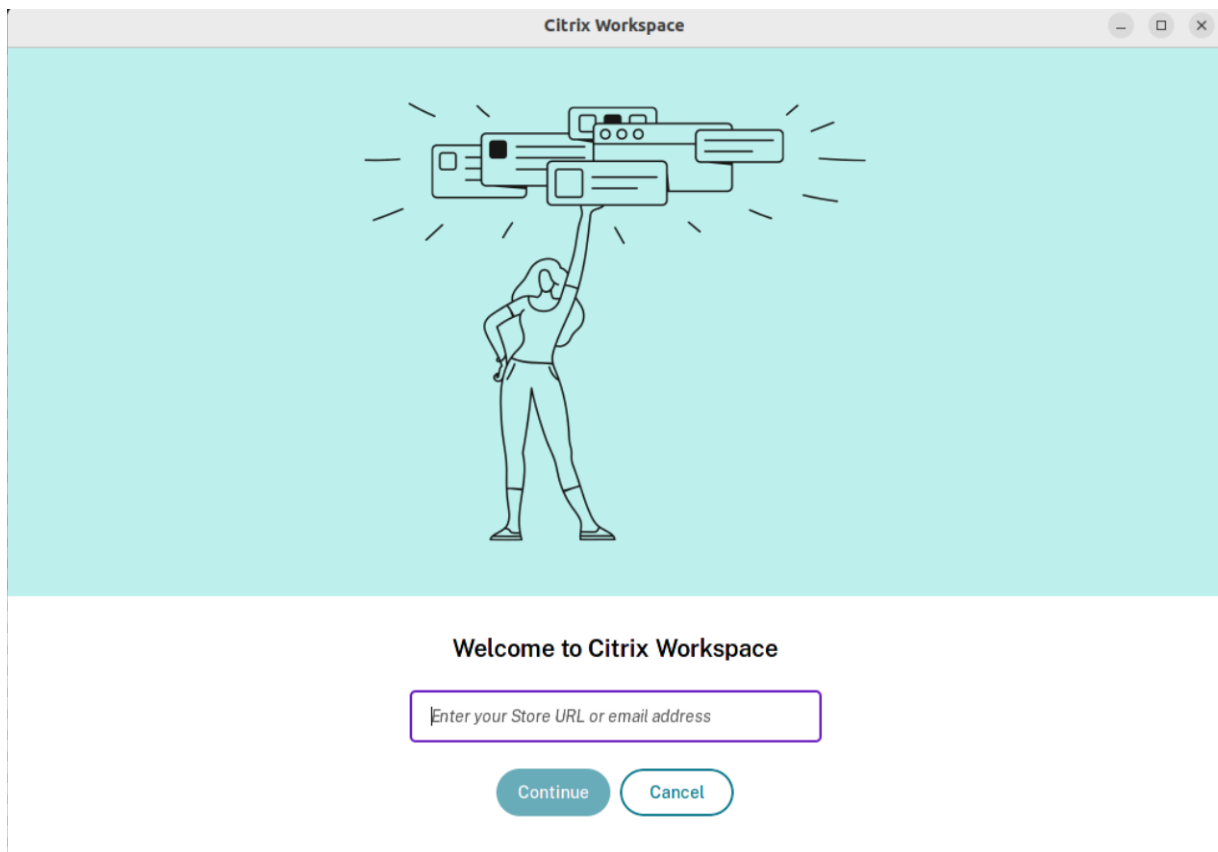 Citrix Workspace
Welcome to Citrix Workspace
Enter your Store URL or email address
Continue
Cancel